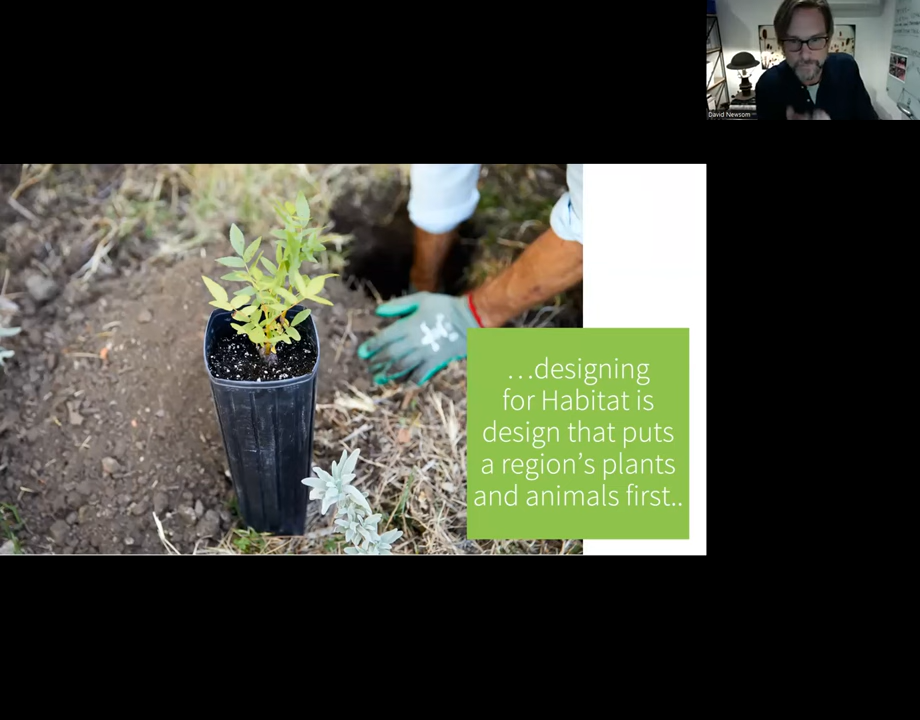 David Newsom
…designing
for Habitat is
design that puts
a region’s plants
and animals first..